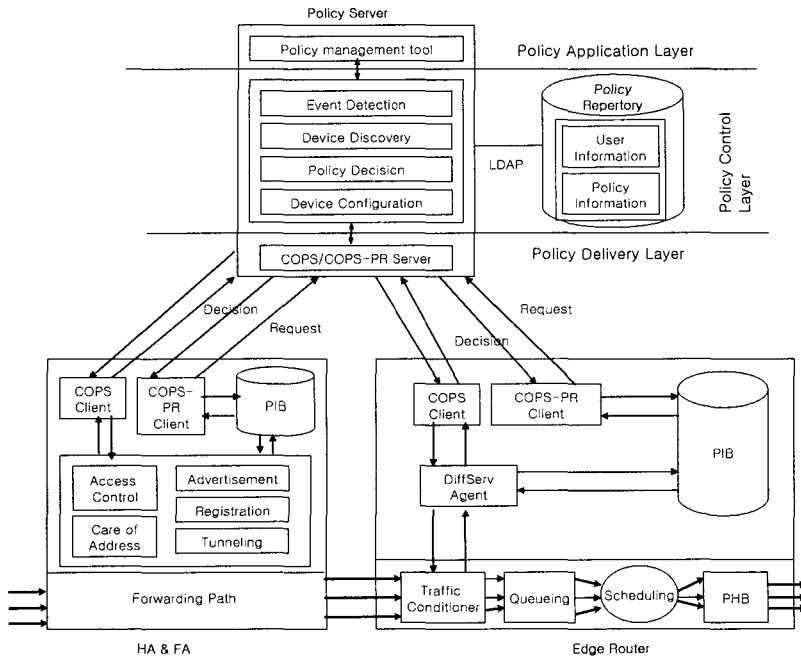 Policy Server
Policy management tool
Policy Application Layer
Event Detection
Device Discovery
Policy Decision
Device Configuration
LDAP
Policy
Repertory
User
Information
Policy
Information
Policy Control
Layer
COPS/COPS-PR Server
Policy Delivery Layer
Decision
Request
Decision
Request
COPS
Client
COPS-
PR
Client
PIB
Access
Control
Care of
Address
Advertisement
Registration
Tunneling
Forwarding Path
HA & FA
COPS
Client
COPS-PR
Client
PIB
DiffServ
Agent
Traffic
Conditioner
Queueing
Scheduling
PHB
Edge Router